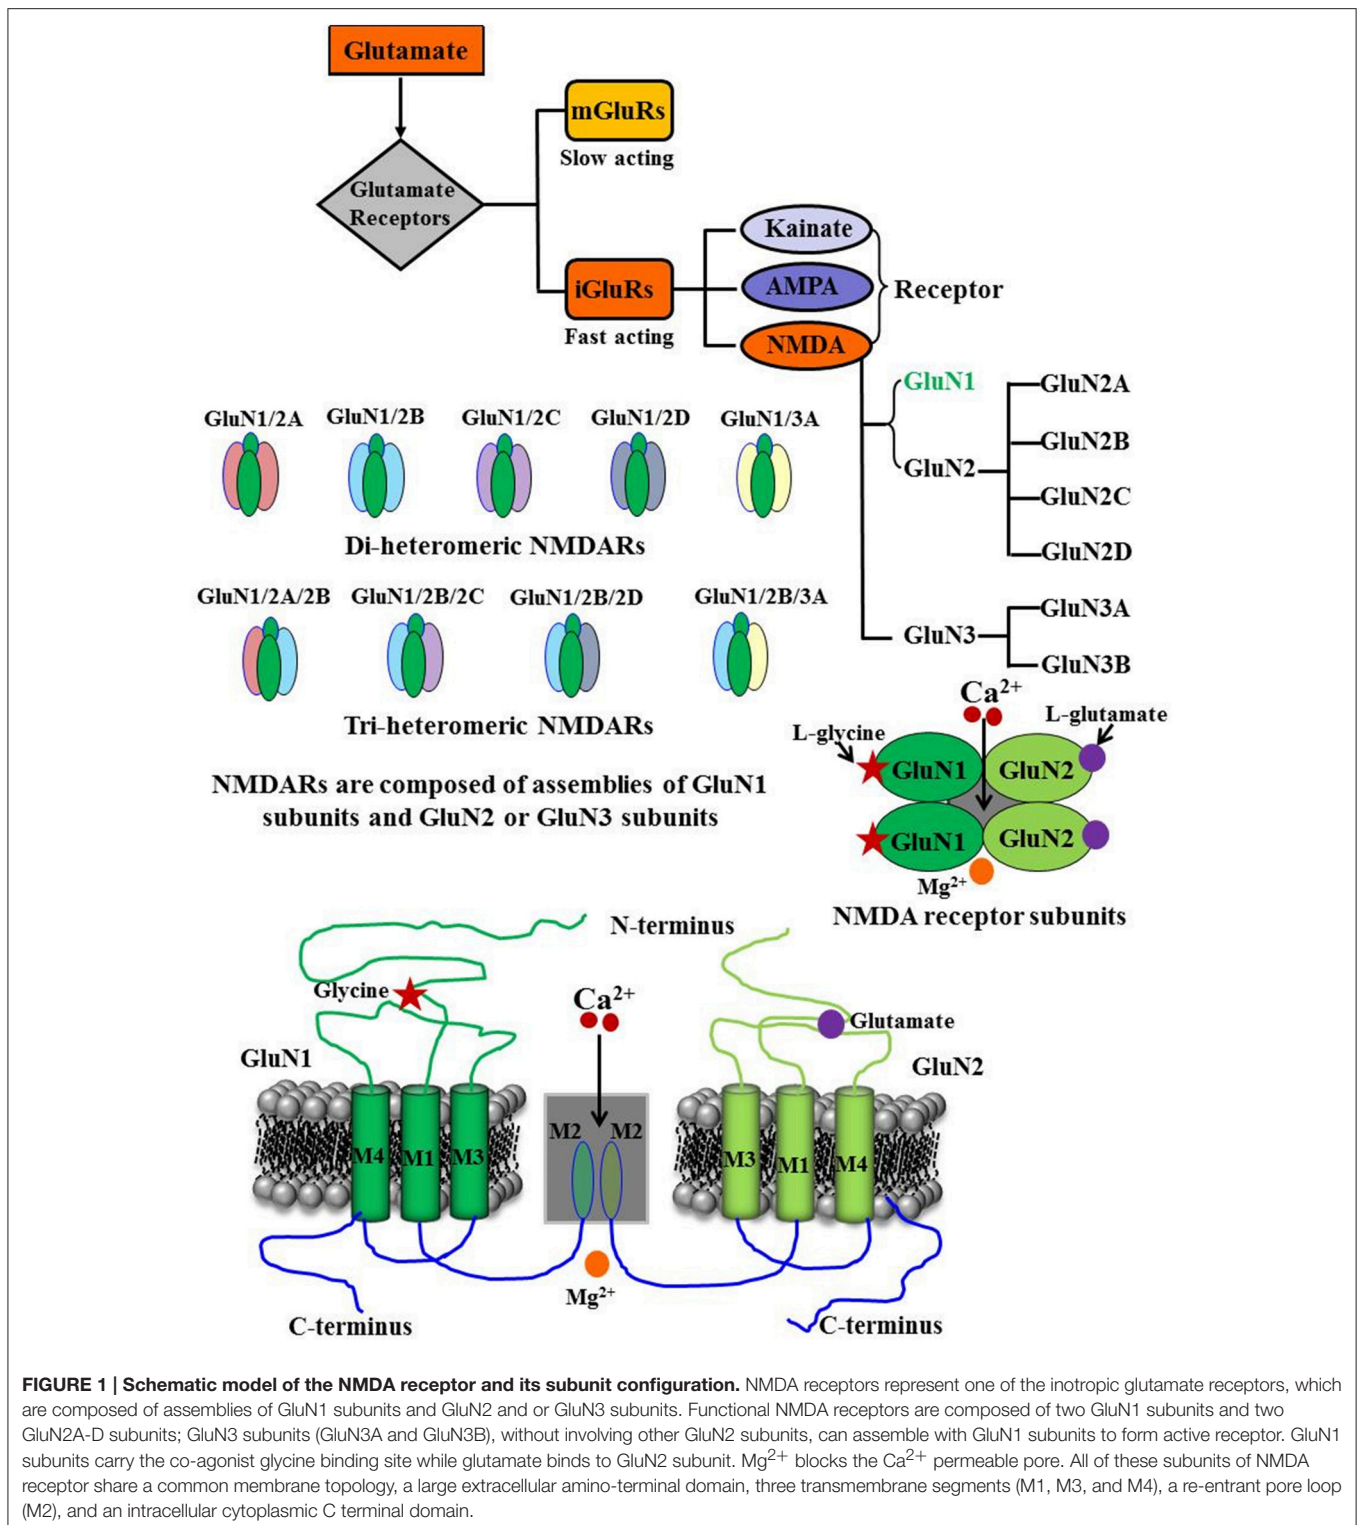 Glutamate
mGluRs
Slow acting
Glutamate
Receptors
Kainate
iGluRs
AMPA
Receptor
Fast acting
NMDA
GluN1
GluN2
GluN2A
GluN2B
GluN2C
GluN2D
GluN3
GluN3A
GluN3B
GluN1/2A
GluN1/2B
GluN1/2C
GluN1/2D
GluN1/3A
Di-heteromeric NMDARs
GluN1/2A/2B
GluN1/2B/2C
GluN1/2B/2D
GluN1/2B/3A
Tri-heteromeric NMDARs
NMDARs are composed of assemblies of GluN1
subunits and GluN2 or GluN3 subunits
Ca²⁺
L-glycine
L-glutamate
GluN1
GluN2
GluN1
GluN2
Mg²⁺
NMDA receptor subunits
N-terminus
Glycine
Ca²⁺
Glutamate
GluN1
GluN2
M4
M1
M3
M2
M2
M3
M1
M4
Mg²⁺
C-terminus
C-terminus
FIGURE 1 | Schematic model of the NMDA receptor and its subunit configuration. NMDA receptors represent one of the inotropic glutamate receptors, which
are composed of assemblies of GluN1 subunits and GluN2 and or GluN3 subunits. Functional NMDA receptors are composed of two GluN1 subunits and two
GluN2A-D subunits; GluN3 subunits (GluN3A and GluN3B), without involving other GluN2 subunits, can assemble with GluN1 subunits to form active receptor. GluN1
subunits carry the co-agonist glycine binding site while glutamate binds to GluN2 subunit. Mg²⁺ blocks the Ca²⁺ permeable pore. All of these subunits of NMDA
receptor share a common membrane topology, a large extracellular amino-terminal domain, three transmembrane segments (M1, M3, and M4), a re-entrant pore loop
(M2), and an intracellular cytoplasmic C terminal domain.